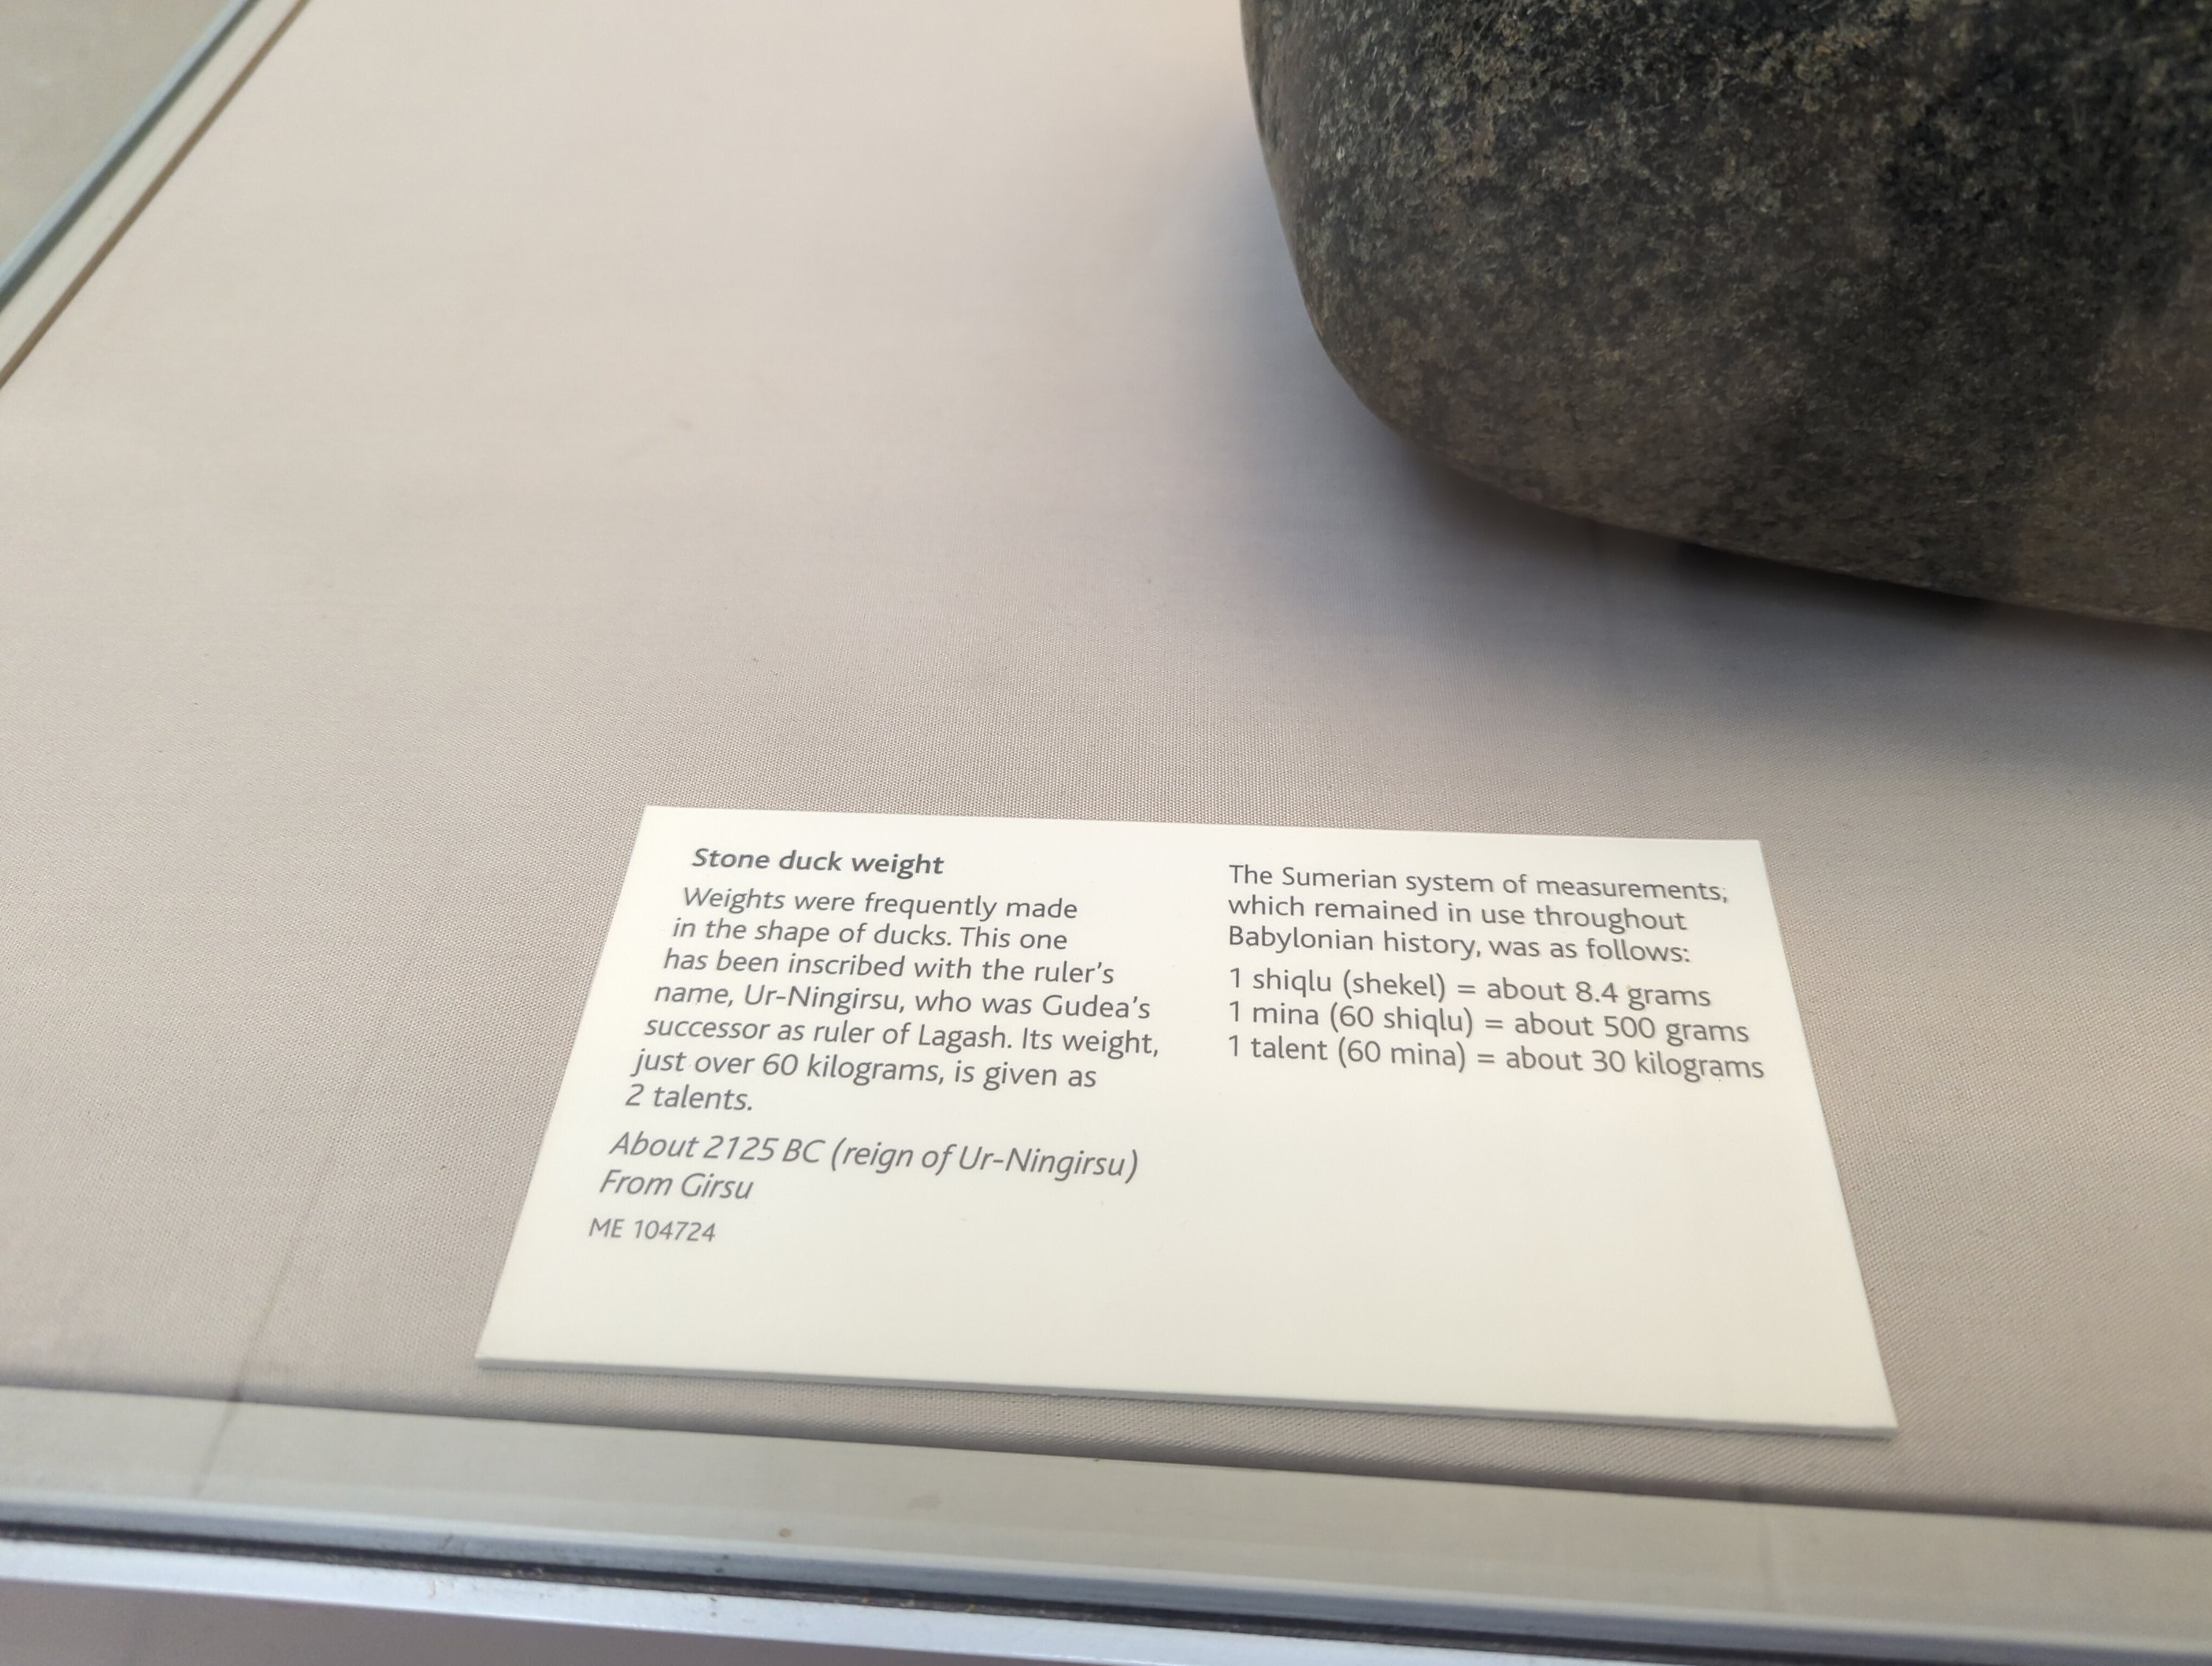 Stone duck weight
Weights were frequently made
in the shape of ducks. This one
has been inscribed with the ruler's
name, Ur-Ningirsu, who was Gudea's
successor as ruler of Lagash. Its weight,
just over 60 kilograms, is given as
2 talents.
About 2125 BC (reign of Ur-Ningirsu)
From Girsu
ME 104724
The Sumerian system of measurements,
which remained in use throughout
Babylonian history, was as follows:
1 shiqlu (shekel) = about 8.4 grams
1 mina (60 shiqlu) = about 500 grams
1 talent (60 mina) = about 30 kilograms